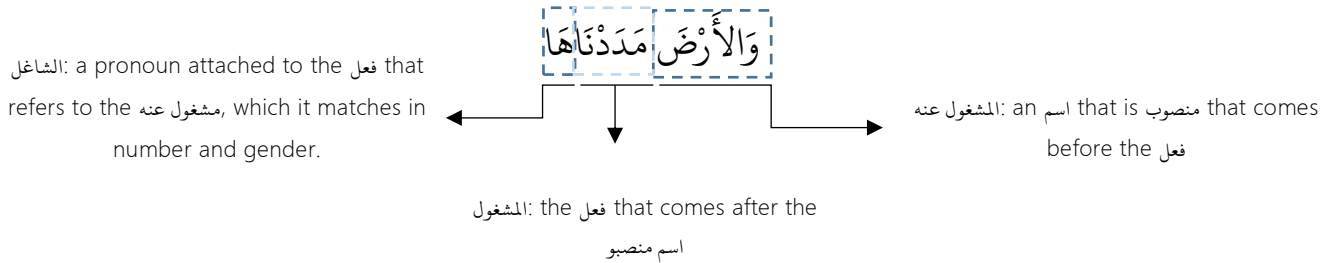 وَالأَرْضَ مَدَدْنَاهَا
الشاغل: a pronoun attached to the فعل that
refers to the مشغول عنه, which it matches in
number and gender.
المشغول عنه: an اسم that is منصوب that comes
before the فعل
المشغول: the فعل that comes after the
اسم منصبو